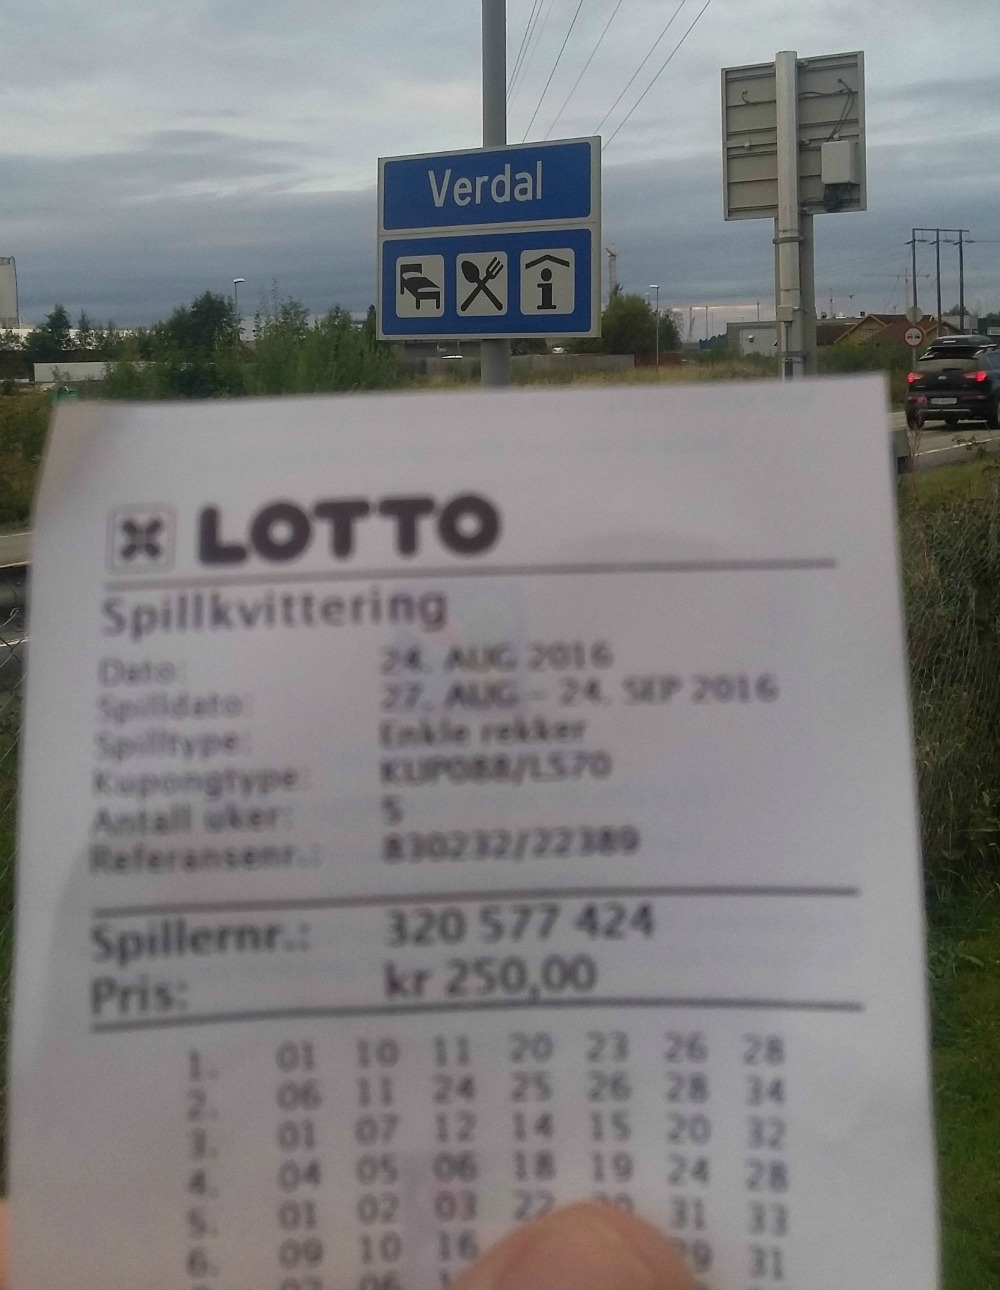 Verdal
LOTTO
Spillkvittering
Dato: 24. AUG 2016
Spilldato: 27. AUG - 24. SEP 2016
Spilltype: Enkle rekker
Kupongtype: KUP088/LS70
Antall uker: 5
Referansenr.: 830232/22389
Spillernr.: 320 577 424
Pris: kr 250,00
1. 01 10 11 20 23 26 28
2. 06 11 24 25 26 28 34
3. 01 07 12 14 15 20 32
4. 04 05 06 18 19 24 28
5. 01 02 03 22 31 33
6. 09 10 16 31
06